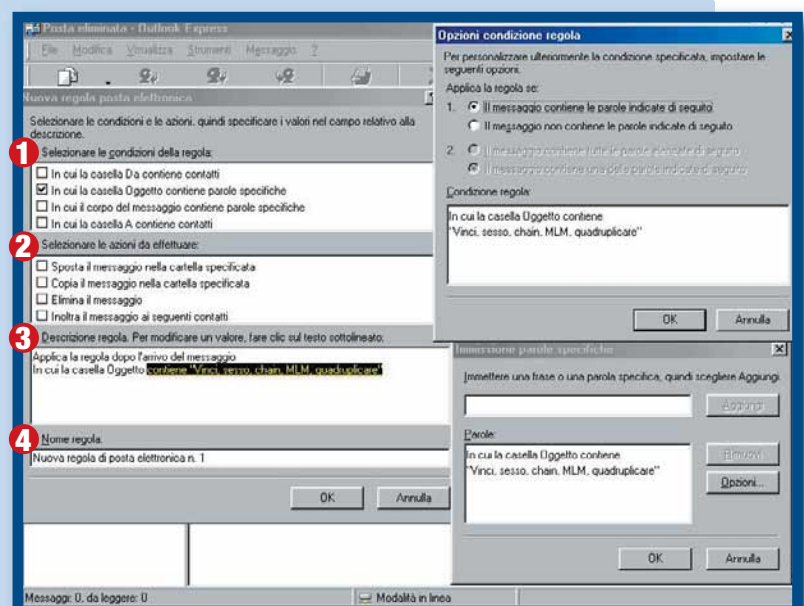 Posta eliminata - Outlook Express
File Modifica Visualizza Strumenti Messaggio ?
Nuova regola posta elettronica
Selezionare le condizioni e le azioni. quindi specificare i valori nel campo relativo alla
descrizione.
1 Selezionare le condizioni della regola:
In cui la casella Da contiene contatti
In cui la casella Oggetto contiene parole specifiche
In cui il corpo del messaggio contiene parole specifiche
In cui la casella A contiene contatti
2 Selezionare le azioni da effettuare:
Sposta il messaggio nella cartella specificata
Copia il messaggio nella cartella specificata
Elimina il messaggio
Inoltra il messaggio ai seguenti contatti
3 Descrizione regola. Per modificare un valore, fare clic sul testo sottolineato:
Applica la regola dopo l'arrivo del messaggio
In cui la casella Oggetto contiene "Vinci, sesso, chain, MLM, quadruplicare"
4 Nome regola:
Nuova regola di posta elettronica n. 1
OK Annulla
Messaggi: 0, da leggere: 0 Modalità in linea
Opzioni condizione regola
Per personalizzare ulteriormente la condizione specificata, impostare le
seguenti opzioni.
Applica la regola se:
1. Il messaggio contiene le parole indicate di seguito
Il messaggio non contiene le parole indicate di seguito
2. Il messaggio contiene tutte le parole elencate di seguito
Il messaggio contiene una delle parole indicate di seguito
Condizione regola:
In cui la casella Oggetto contiene
"Vinci, sesso, chain, MLM, quadruplicare"
OK Annulla
Immissione parole specifiche
Immettere una frase o una parola specifica, quindi scegliere Aggiungi.
Aggiungi
Parole:
In cui la casella Oggetto contiene
"Vinci, sesso, chain, MLM, quadruplicare"
Rimuovi
Opzioni...
OK Annulla